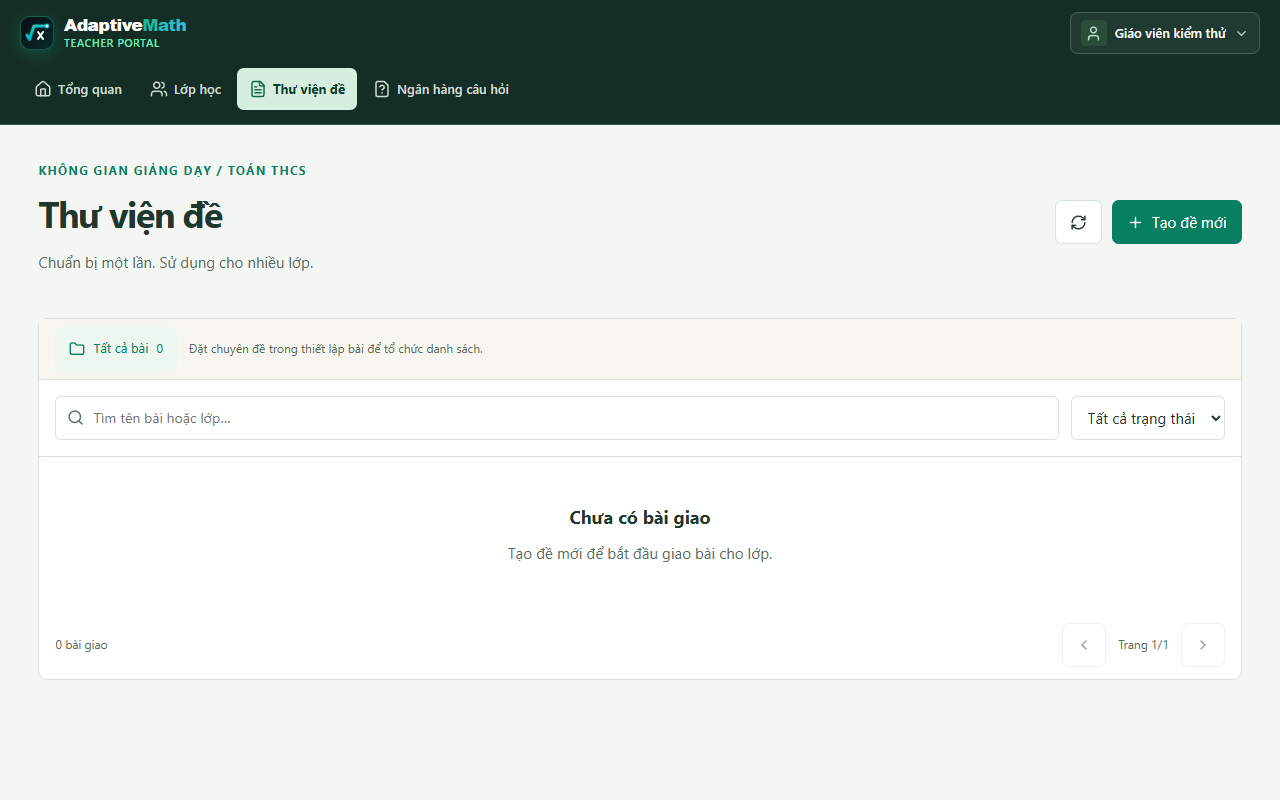 AdaptiveMath
TEACHER PORTAL
Giáo viên kiểm thử
Tổng quan
Lớp học
Thư viện đề
Ngân hàng câu hỏi
KHÔNG GIAN GIẢNG DẠY / TOÁN THCS
Thư viện đề
Tạo đề mới
Chuẩn bị một lần. Sử dụng cho nhiều lớp.
Tất cả bài 0
Đặt chuyên đề trong thiết lập bài để tổ chức danh sách.
Tìm tên bài hoặc lớp...
Tất cả trạng thái
Chưa có bài giao
Tạo đề mới để bắt đầu giao bài cho lớp.
0 bài giao
Trang 1/1